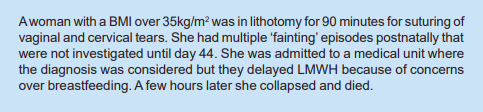 A woman with a BMI over 35kg/m² was in lithotomy for 90 minutes for suturing of
vaginal and cervical tears. She had multiple ‘fainting’ episodes postnatally that
were not investigated until day 44. She was admitted to a medical unit where
the diagnosis was considered but they delayed LMWH because of concerns
over breastfeeding. A few hours later she collapsed and died.